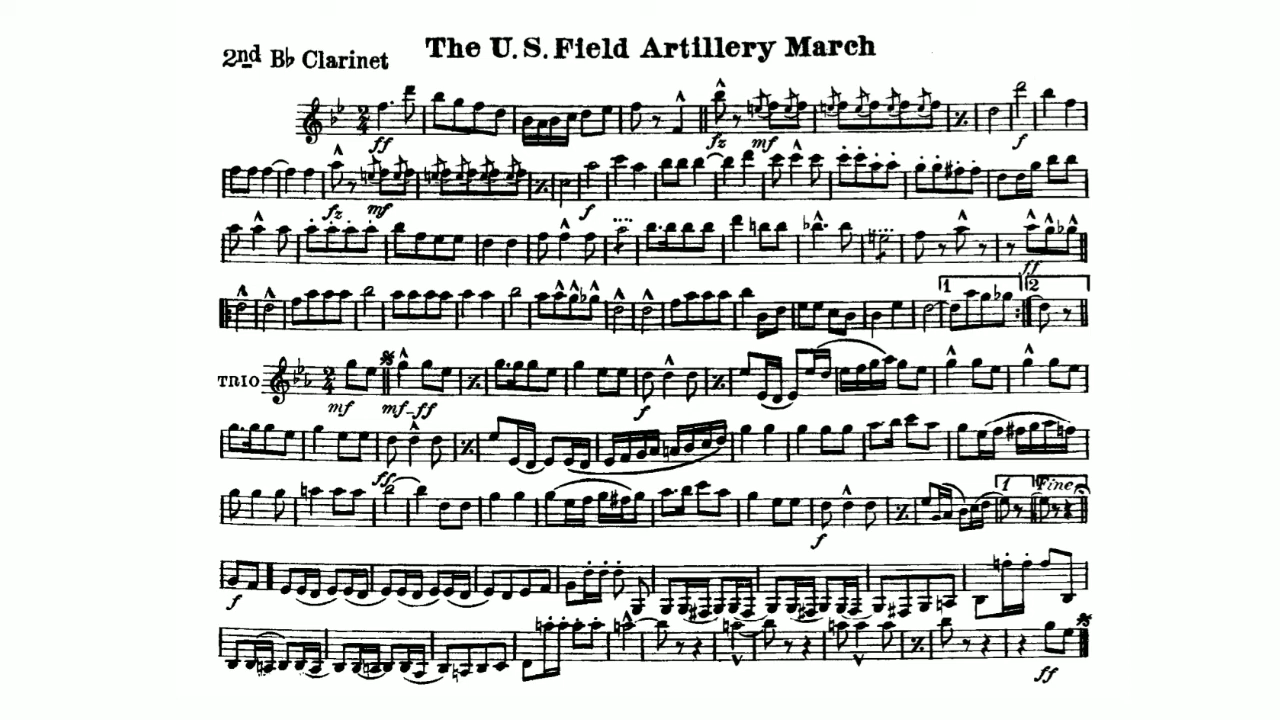 2nd B♭ Clarinet
The U.S. Field Artillery March
ff
fz
mf
f
fz
mf
f
ff
1
2
TRIO
mf
mf-ff
f
ff
1
Fine
f
f
ff